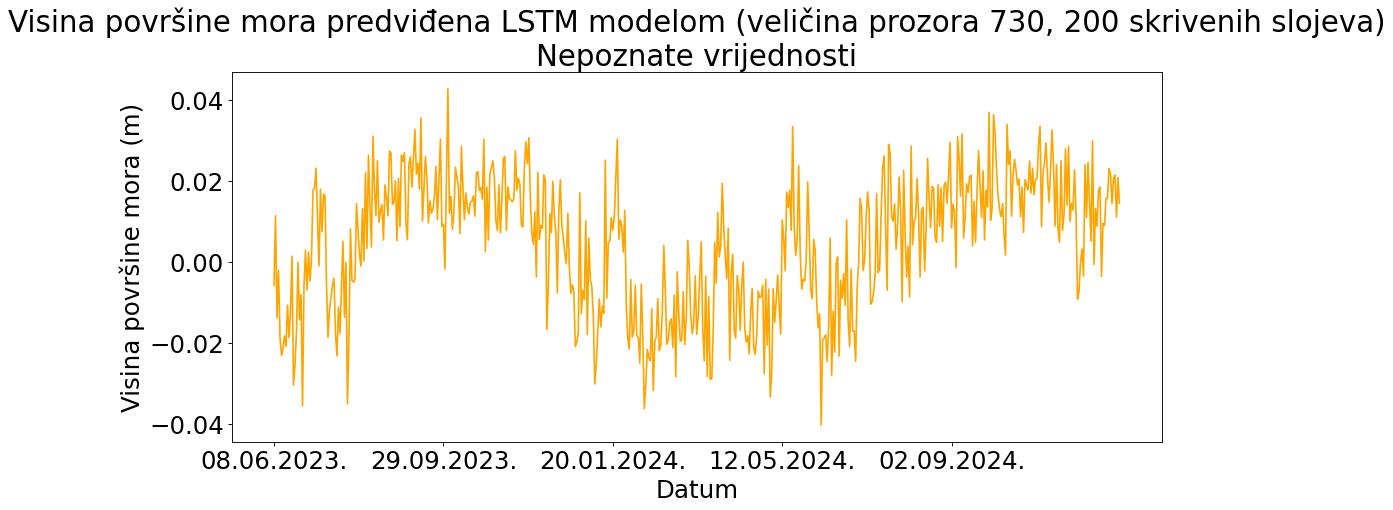 Visina površine mora predviđena LSTM modelom (veličina prozora 730, 200 skrivenih slojeva)
Nepoznate vrijednosti
Visina površine mora (m)
0.04
0.02
0.00
−0.02
−0.04
08.06.2023. 29.09.2023. 20.01.2024. 12.05.2024. 02.09.2024.
Datum